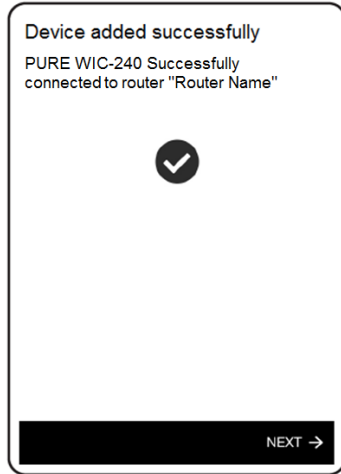 Device added successfully
PURE WIC-240 Successfully
connected to router "Router Name"
NEXT →